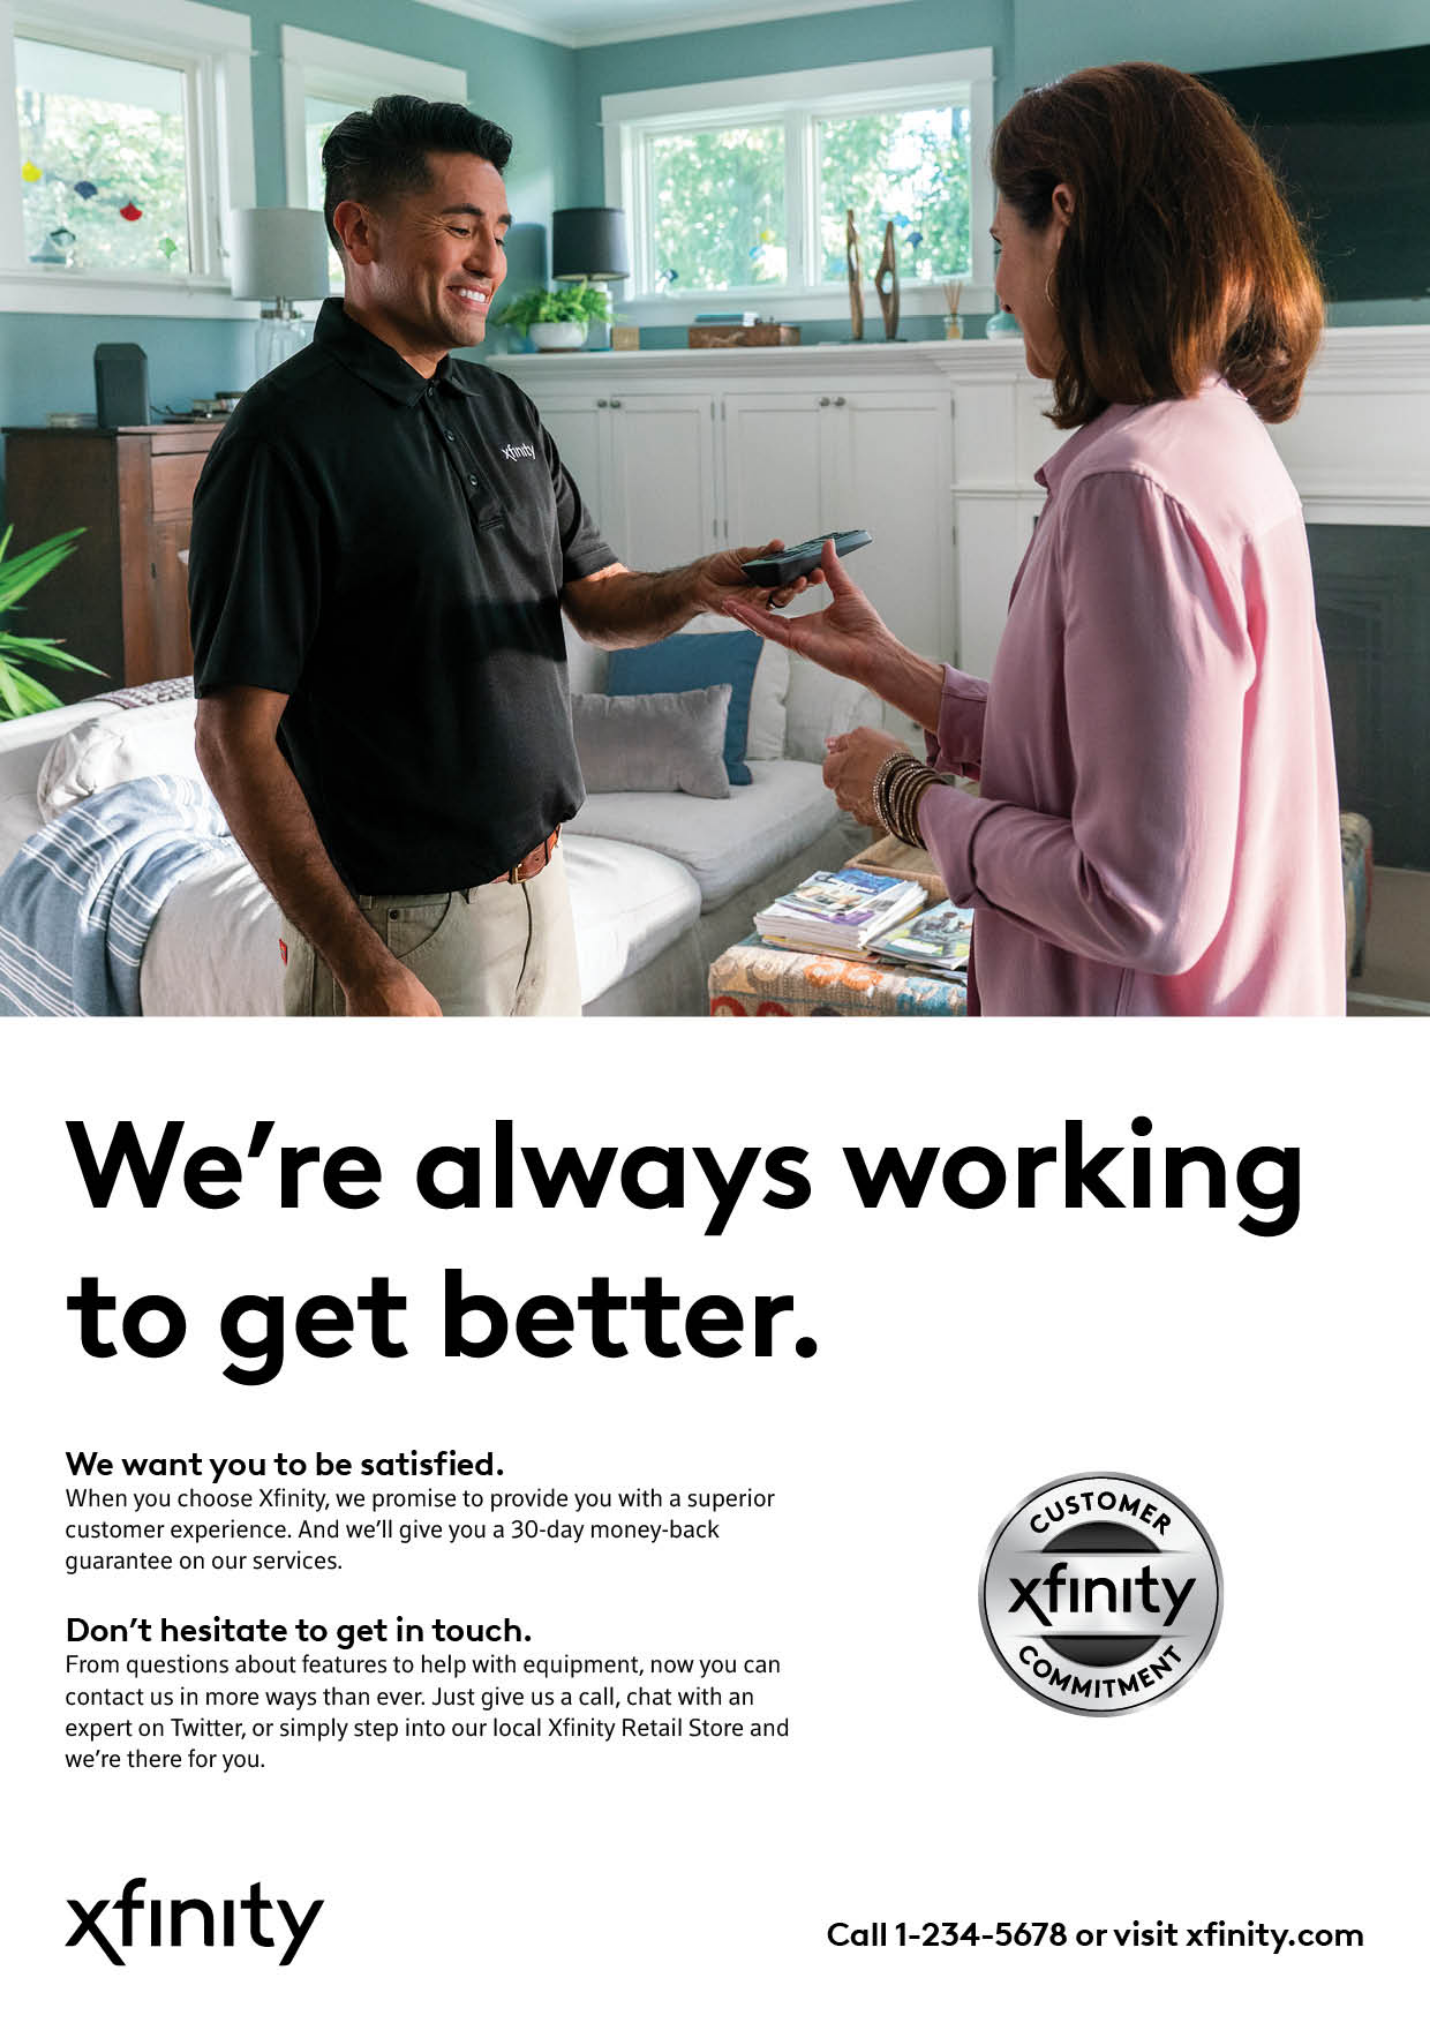 xfinity
We're always working
to get better.
We want you to be satisfied.
When you choose Xfinity, we promise to provide you with a superior
customer experience. And we'll give you a 30-day money-back
guarantee on our services.
Don't hesitate to get in touch.
From questions about features to help with equipment, now you can
contact us in more ways than ever. Just give us a call, chat with an
expert on Twitter, or simply step into our local Xfinity Retail Store and
we're there for you.
CUSTOMER
xfinity
COMMITMENT
xfinity
Call 1-234-5678 or visit xfinity.com